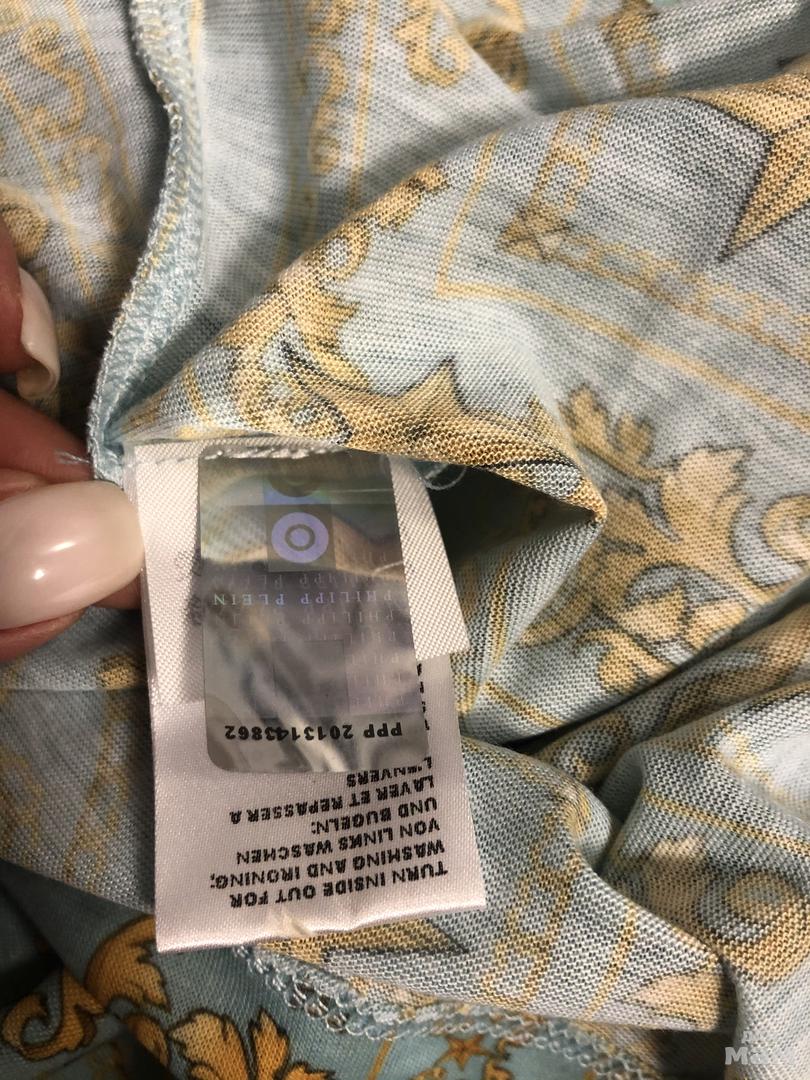 TURN INSIDE OUT FOR
WASHING AND IRONING;
VON LINKS WASCHEN
UND BUGELN:
LAVER ET REPASSER A
L'ENVERS
PPP 2013143862
PHILIPP PLEIN